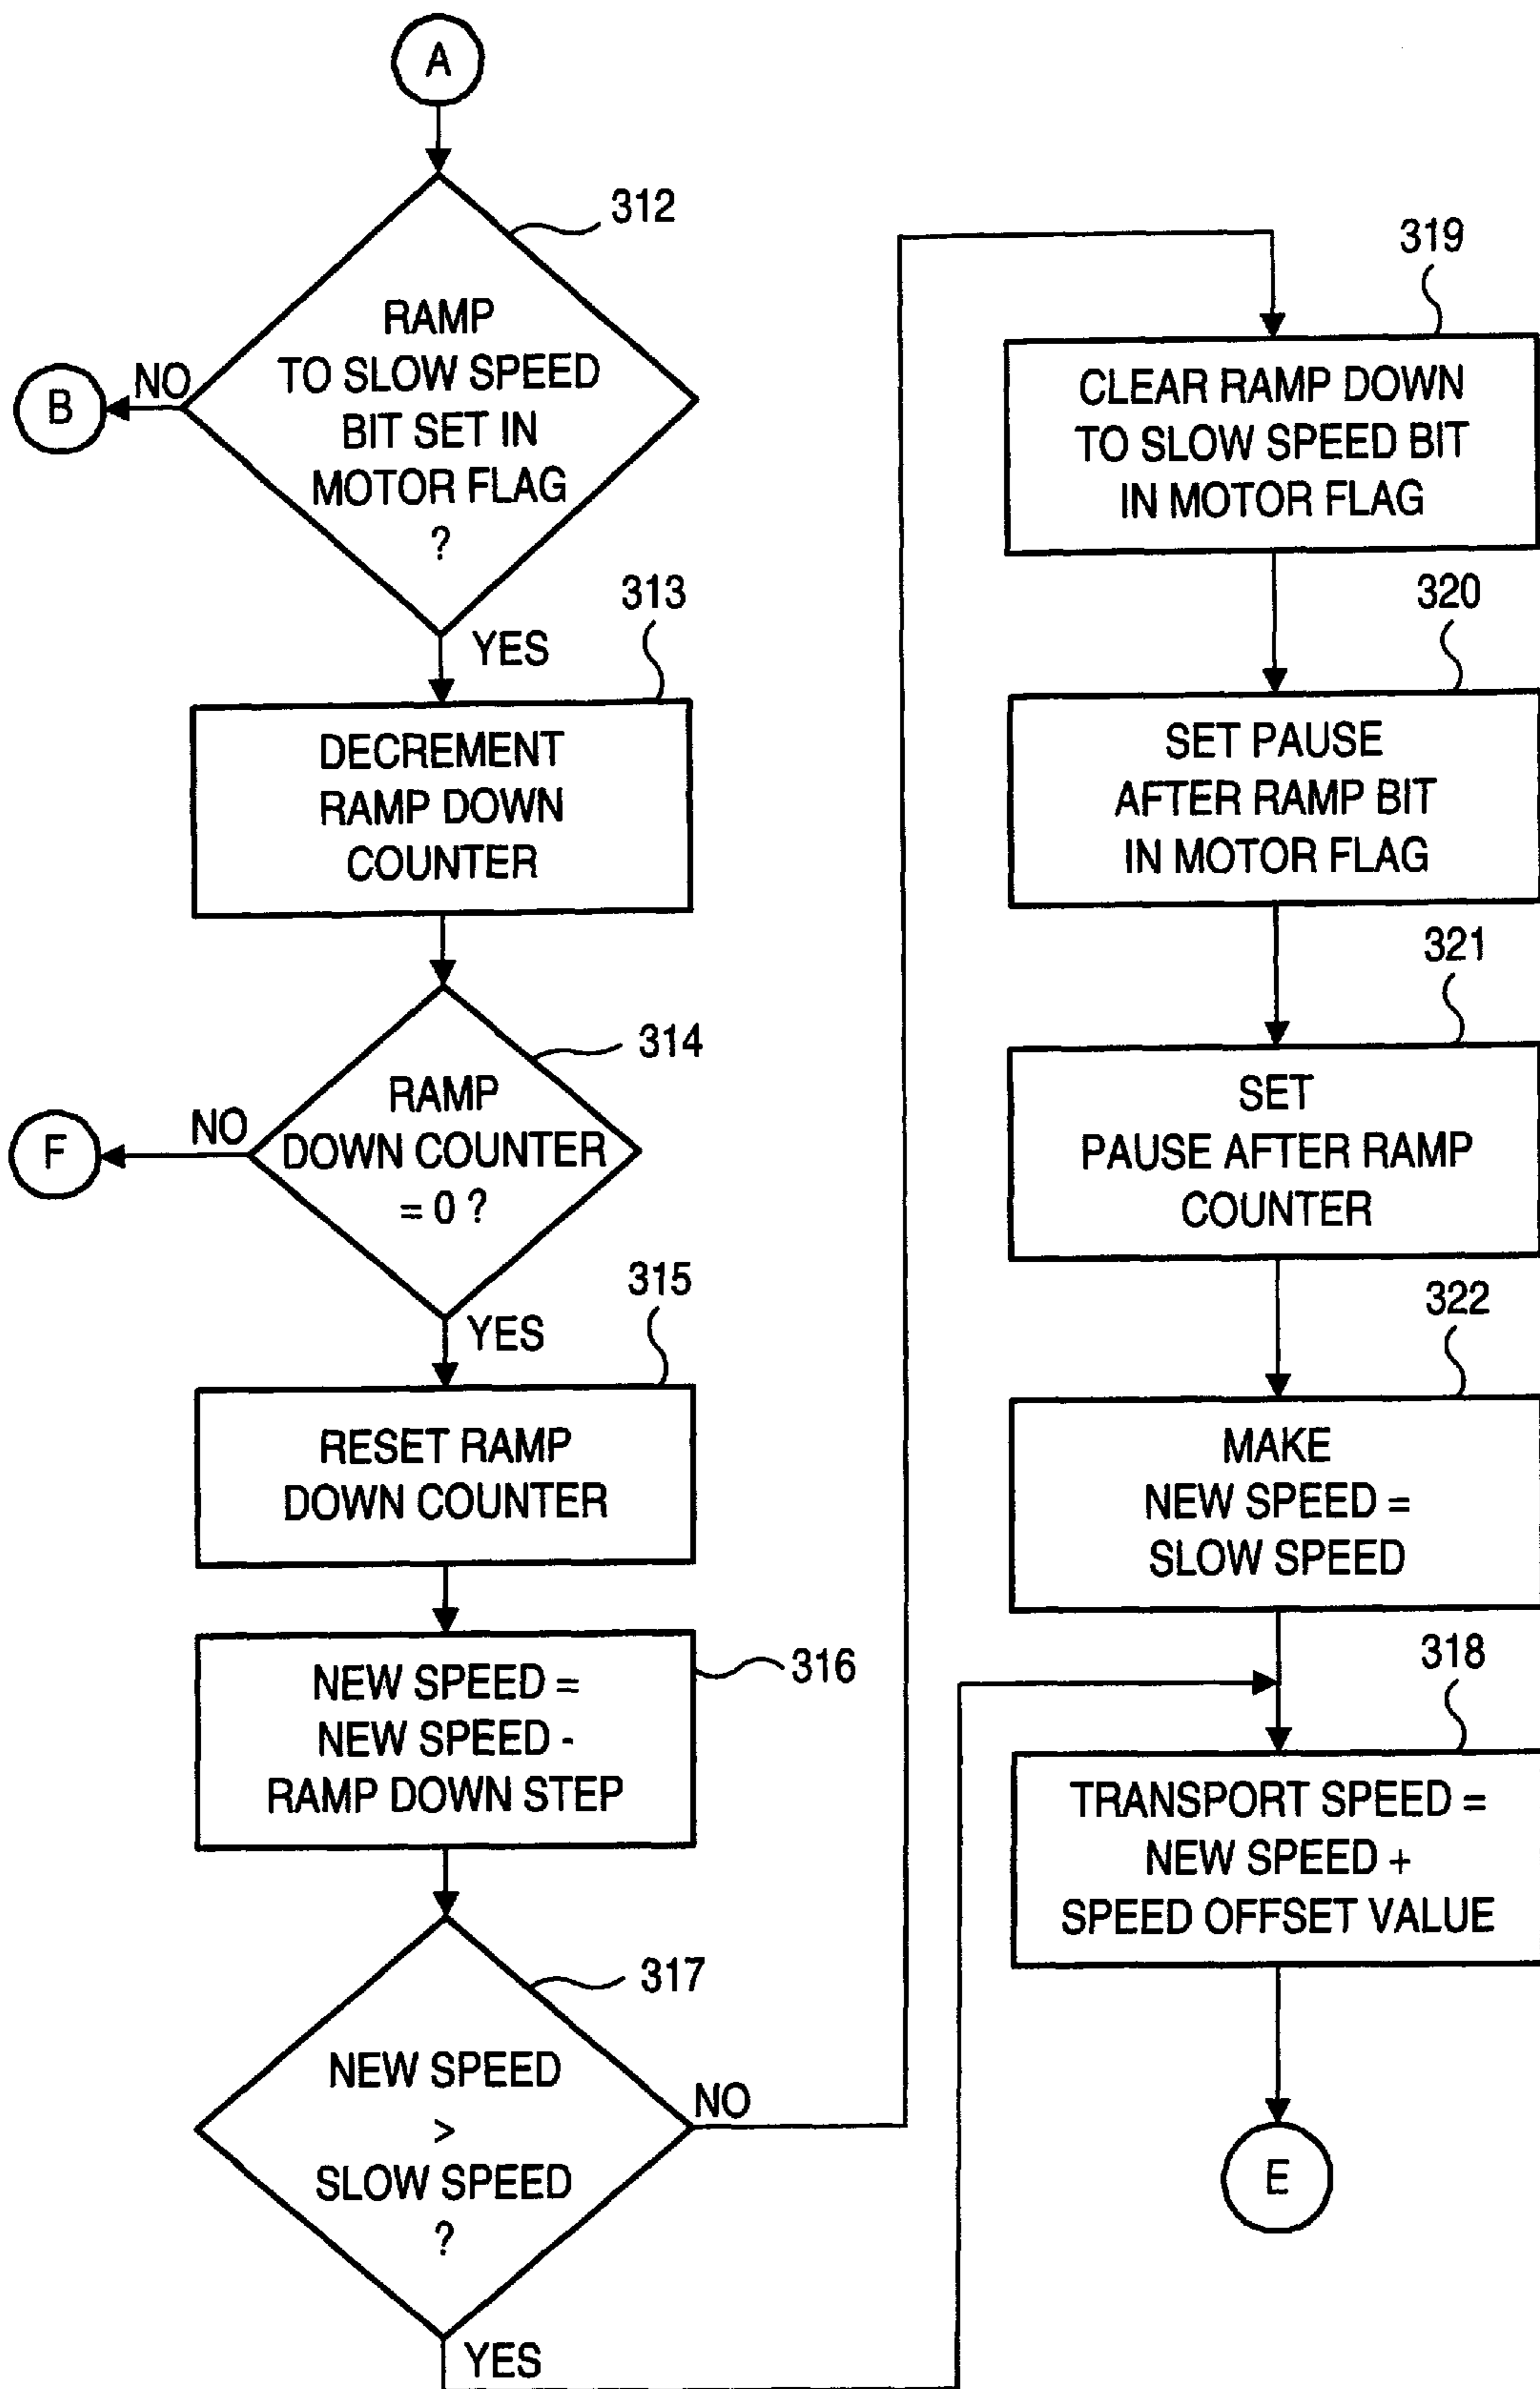 A
312
RAMP
TO SLOW SPEED
BIT SET IN
MOTOR FLAG
?
NO
B
YES
313
DECREMENT
RAMP DOWN
COUNTER
314
RAMP
DOWN COUNTER
= 0 ?
NO
F
YES
315
RESET RAMP
DOWN COUNTER
316
NEW SPEED =
NEW SPEED -
RAMP DOWN STEP
317
NEW SPEED
>
SLOW SPEED
?
NO
YES
319
CLEAR RAMP DOWN
TO SLOW SPEED BIT
IN MOTOR FLAG
320
SET PAUSE
AFTER RAMP BIT
IN MOTOR FLAG
321
SET
PAUSE AFTER RAMP
COUNTER
322
MAKE
NEW SPEED =
SLOW SPEED
318
TRANSPORT SPEED =
NEW SPEED +
SPEED OFFSET VALUE
E